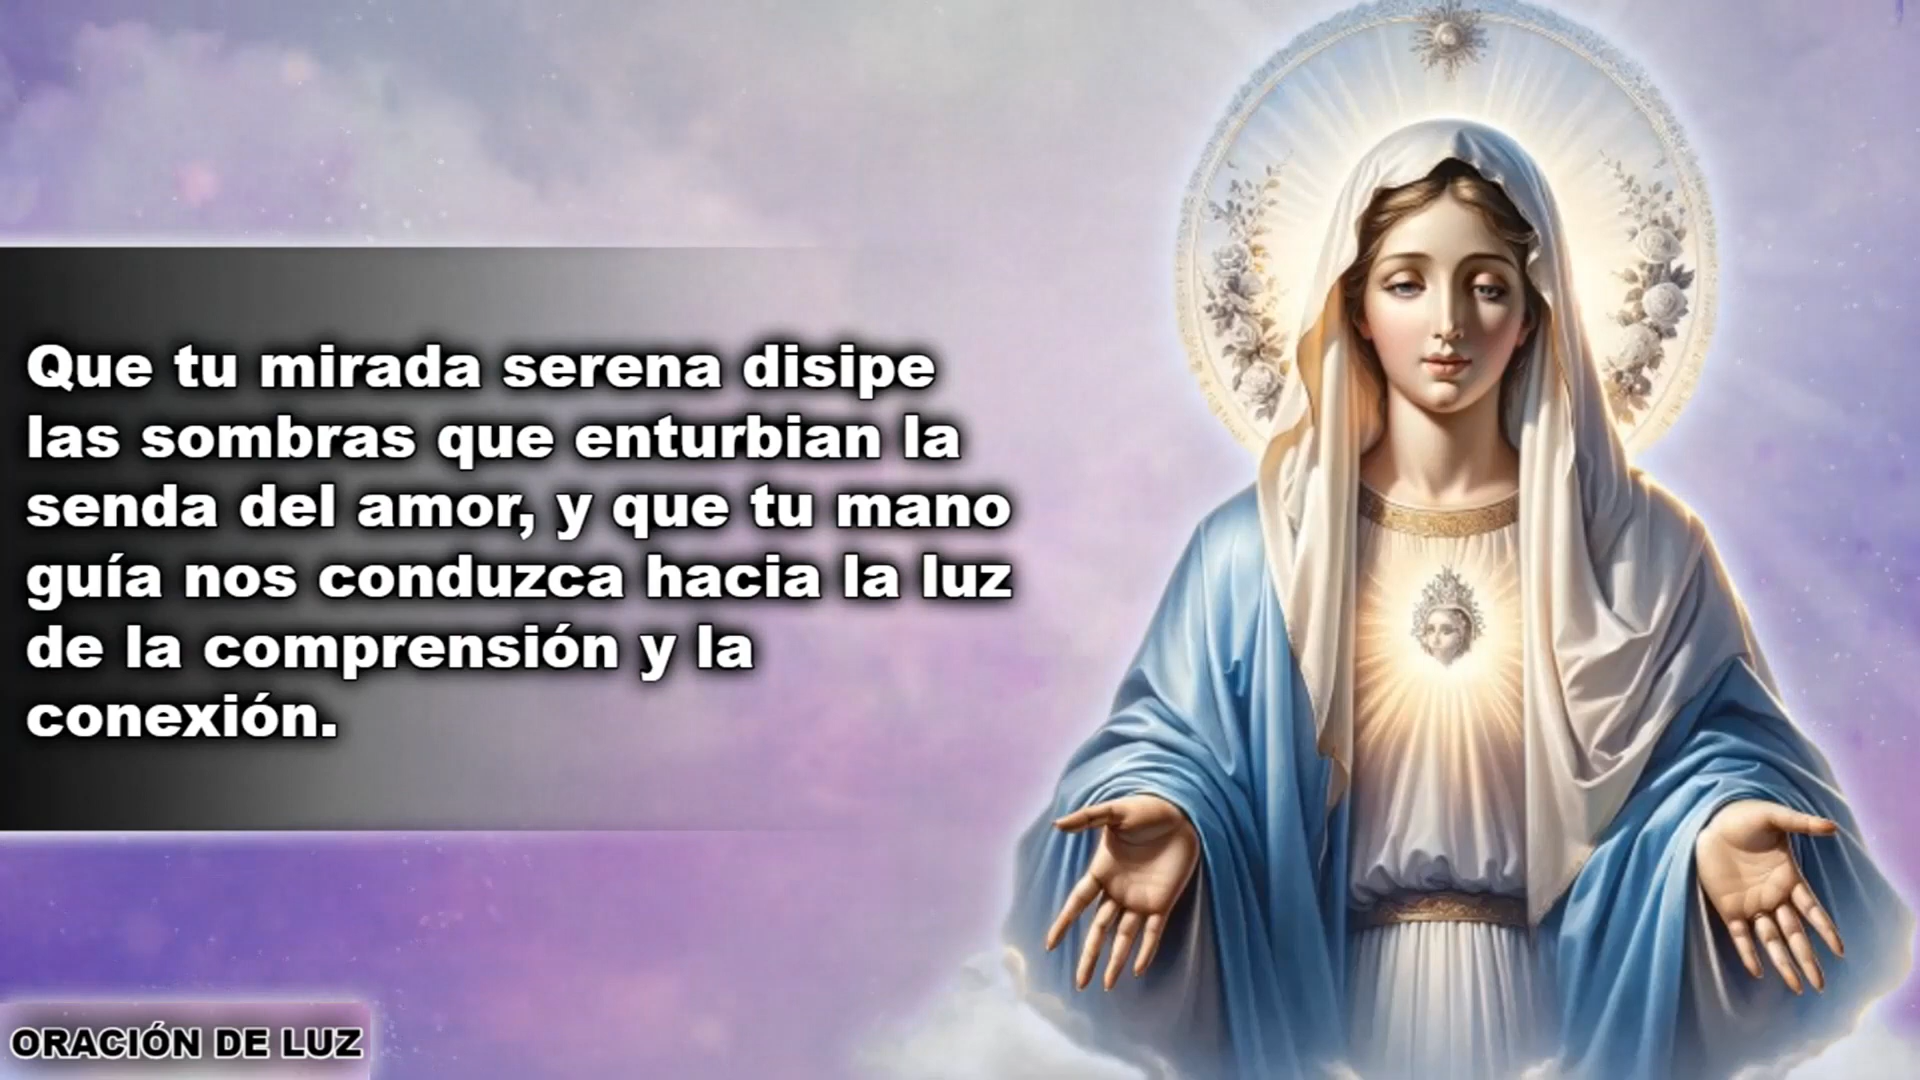 Que tu mirada serena disipe
las sombras que enturbian la
senda del amor, y que tu mano
guía nos conduzca hacia la luz
de la comprensión y la
conexión.
ORACIÓN DE LUZ